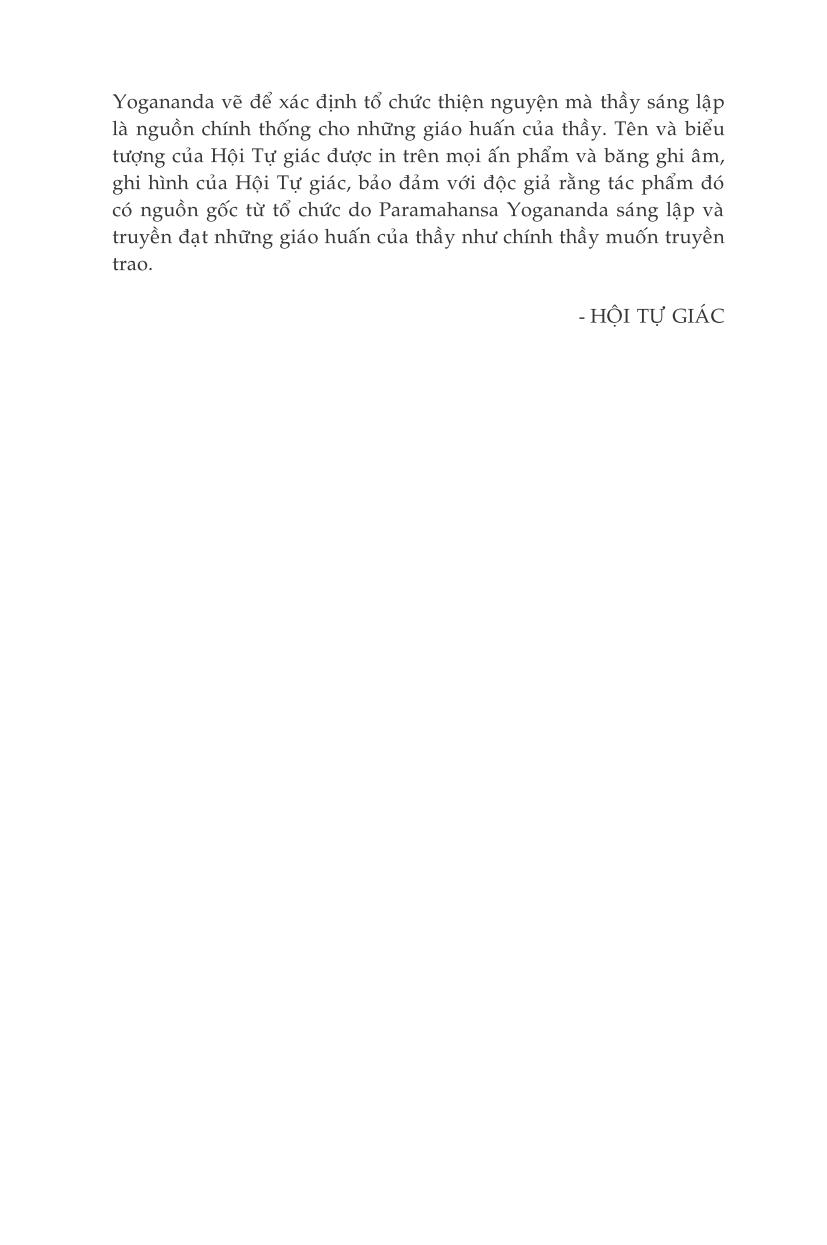 Yogananda vẽ để xác định tổ chức thiện nguyện mà thầy sáng lập
là nguồn chính thống cho những giáo huấn của thầy. Tên và biểu
tượng của Hội Tự giác được in trên mọi ấn phẩm và băng ghi âm,
ghi hình của Hội Tự giác, bảo đảm với độc giả rằng tác phẩm đó
có nguồn gốc từ tổ chức do Paramahansa Yogananda sáng lập và
truyền đạt những giáo huấn của thầy như chính thầy muốn truyền
trao.
- HỘI TỰ GIÁC